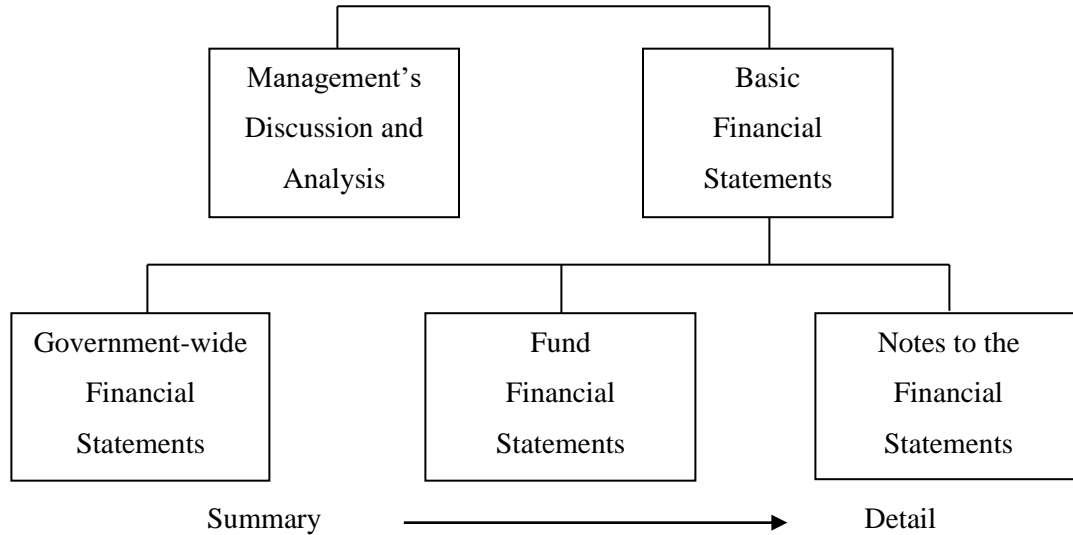 Management’s
Discussion and
Analysis
Basic
Financial
Statements
Government-wide
Financial
Statements
Fund
Financial
Statements
Notes to the
Financial
Statements
Summary
Detail